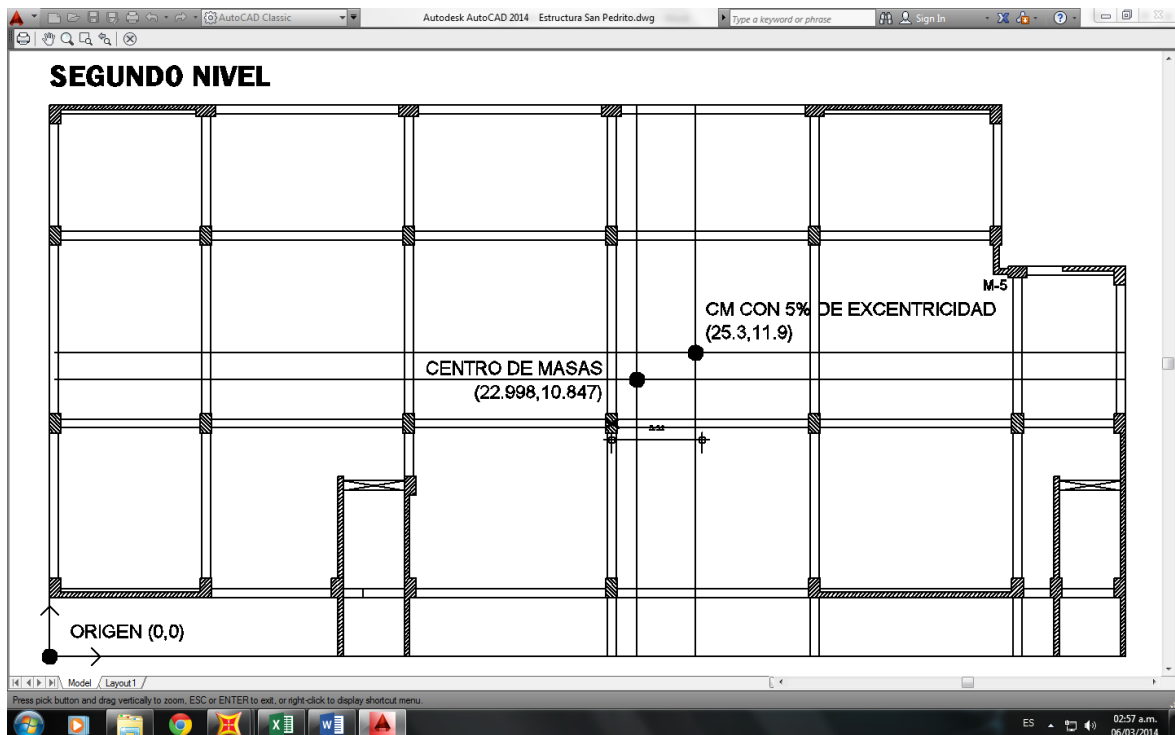 AutoCAD Classic
Autodesk AutoCAD 2014 Estructura San Pedrito.dwg
Type a keyword or phrase
Sign In
SEGUNDO NIVEL
M-5
CM CON 5% DE EXCENTRICIDAD
(25.3,11.9)
CENTRO DE MASAS
(22.998,10.847)
ORIGEN (0,0)
Model
Layout1
Press pick button and drag vertically to zoom, ESC or ENTER to exit, or right-click to display shortcut menu.
ES
02:57 a.m.
06/03/2014